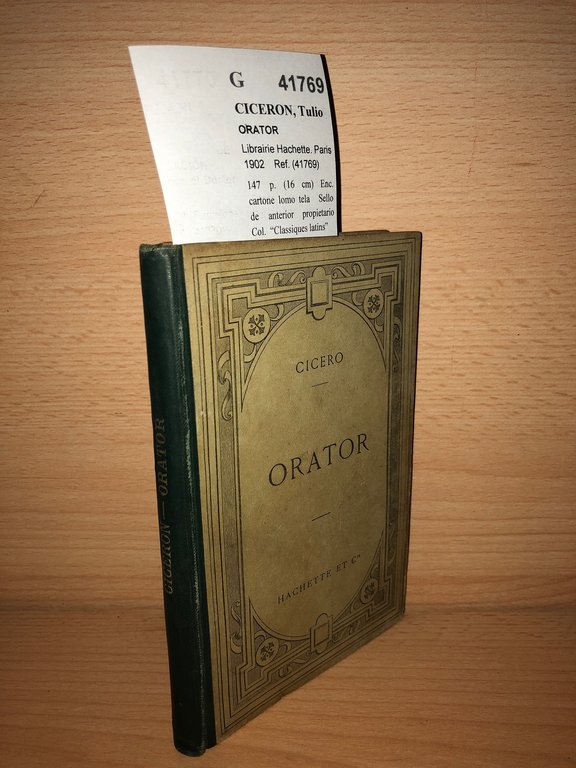 G 41769
CICERON, Tulio
ORATOR
Librairie Hachette. Paris
1902 Ref. (41769)
147 p. (16 cm) Enc.
cartone lomo tela Sello
de anterior propietario
Col. "Classiques latins"
CICERO
ORATOR
HACHETTE ET Cie
CICERON — ORATOR